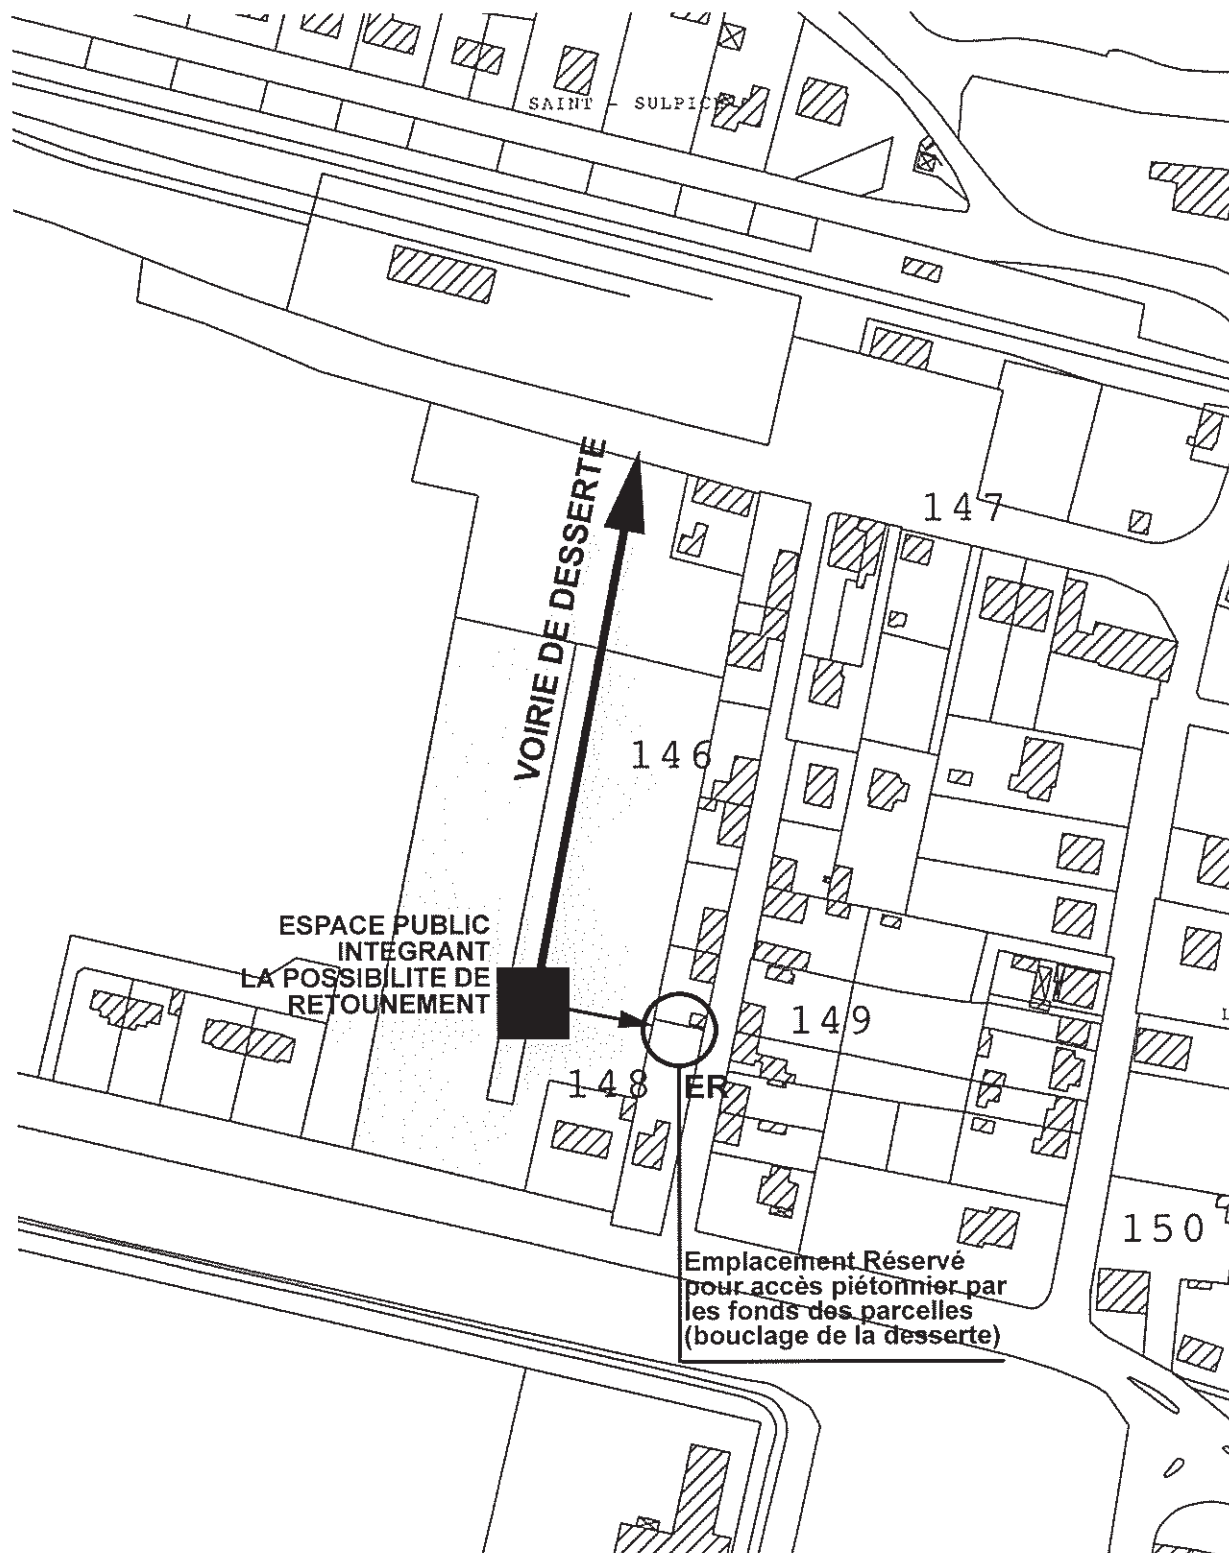 SAINT - SULPICE
147
VOIRIE DE DESSERTE
146
ESPACE PUBLIC
INTEGRANT
LA POSSIBILITE DE
RETOUNEMENT
149
148
ER
150
Emplacement Réservé
pour accès piétonnier par
les fonds des parcelles
(bouclage de la desserte)